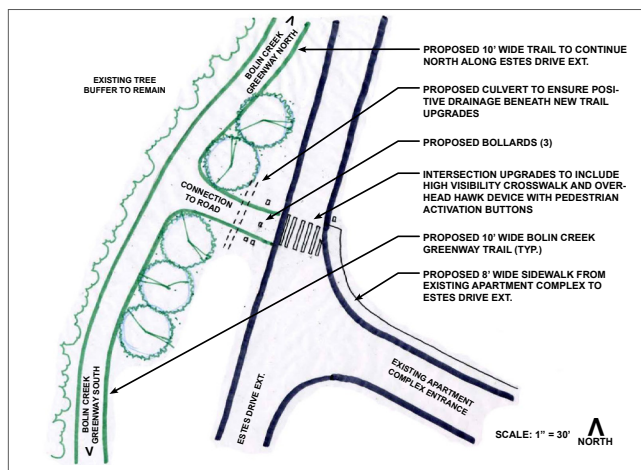 BOLIN CREEK
GREENWAY NORTH
EXISTING TREE
BUFFER TO REMAIN
PROPOSED 10’ WIDE TRAIL TO CONTINUE
NORTH ALONG ESTES DRIVE EXT.
PROPOSED CULVERT TO ENSURE POSI-
TIVE DRAINAGE BENEATH NEW TRAIL
UPGRADES
PROPOSED BOLLARDS (3)
INTERSECTION UPGRADES TO INCLUDE
HIGH VISIBILITY CROSSWALK AND OVER-
HEAD HAWK DEVICE WITH PEDESTRIAN
ACTIVATION BUTTONS
CONNECTION
TO ROAD
PROPOSED 10’ WIDE BOLIN CREEK
GREENWAY TRAIL (TYP.)
PROPOSED 8’ WIDE SIDEWALK FROM
EXISTING APARTMENT COMPLEX TO
ESTES DRIVE EXT.
BOLIN CREEK
GREENWAY SOUTH
ESTES DRIVE EXT.
EXISTING APARTMENT
COMPLEX ENTRANCE
SCALE: 1” = 30’
NORTH